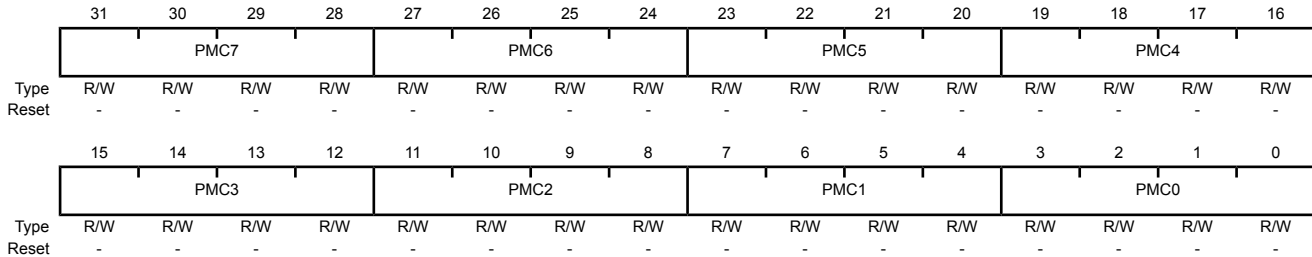 31 30 29 28 27 26 25 24 23 22 21 20 19 18 17 16
PMC7 PMC6 PMC5 PMC4
Type R/W R/W R/W R/W R/W R/W R/W R/W R/W R/W R/W R/W R/W R/W R/W R/W
Reset - - - - - - - - - - - - - - - -
15 14 13 12 11 10 9 8 7 6 5 4 3 2 1 0
PMC3 PMC2 PMC1 PMC0
Type R/W R/W R/W R/W R/W R/W R/W R/W R/W R/W R/W R/W R/W R/W R/W R/W
Reset - - - - - - - - - - - - - - - -